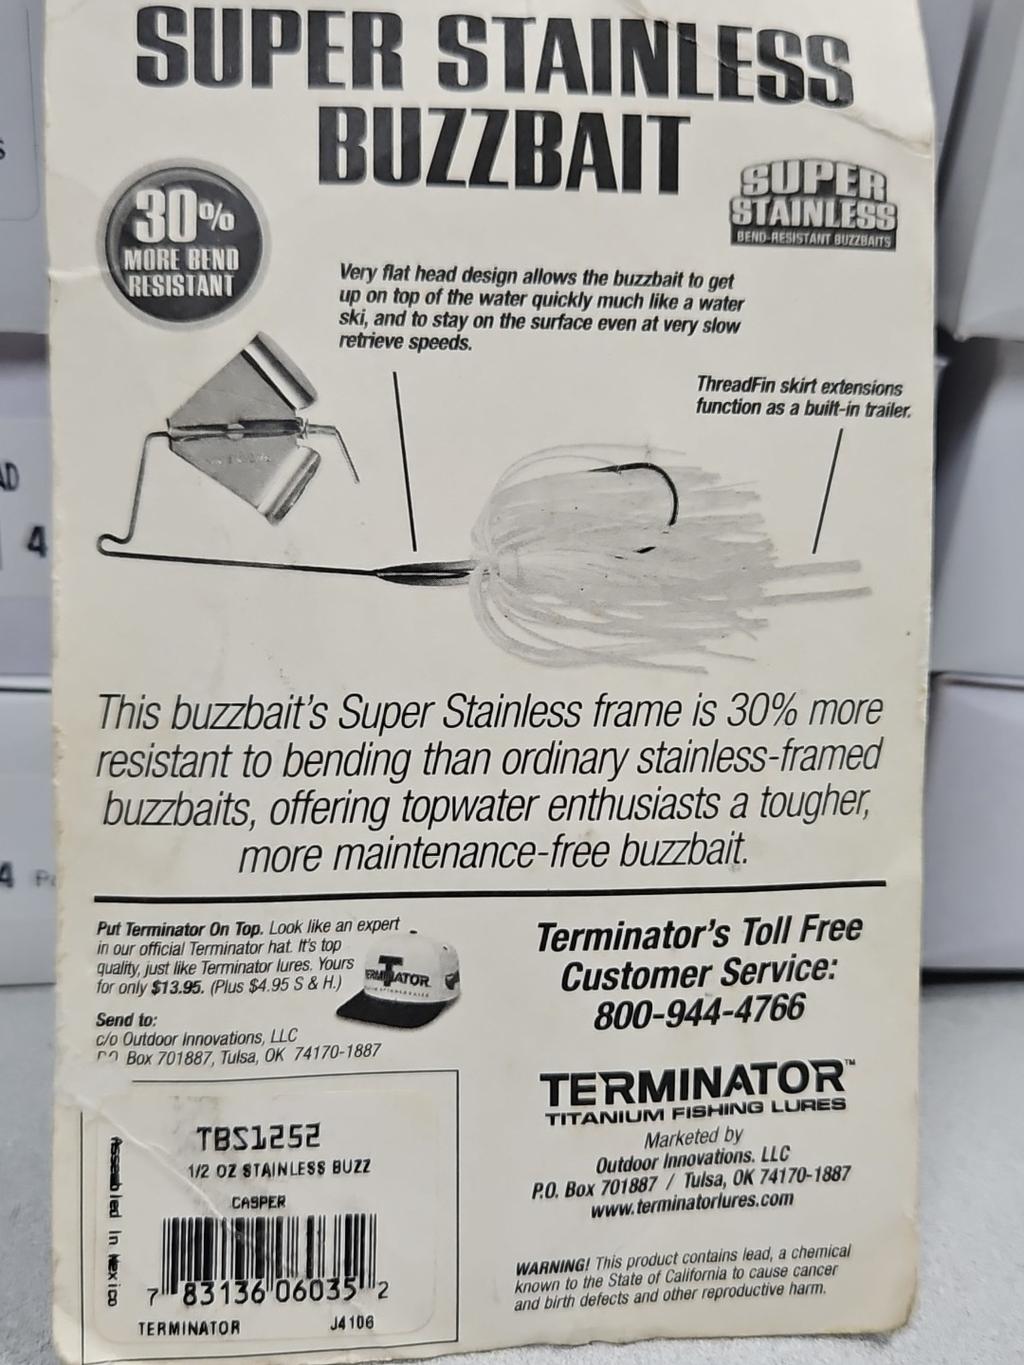 SUPER STAINLESS
BUZZBAIT
30%
MORE BEND
RESISTANT
SUPER
STAINLESS
BEND-RESISTANT BUZZBAITS
Very flat head design allows the buzzbait to get
up on top of the water quickly much like a water
ski, and to stay on the surface even at very slow
retrieve speeds.
ThreadFin skirt extensions
function as a built-in trailer.
This buzzbait's Super Stainless frame is 30% more
resistant to bending than ordinary stainless-framed
buzzbaits, offering topwater enthusiasts a tougher,
more maintenance-free buzzbait.
Put Terminator On Top. Look like an expert
in our official Terminator hat. It's top
quality, just like Terminator lures. Yours
for only $13.95. (Plus $4.95 S & H.)
TERMINATOR
Send to:
c/o Outdoor Innovations, LLC
Box 701887, Tulsa, OK 74170-1887
Terminator's Toll Free
Customer Service:
800-944-4766
TERMINATOR™
TITANIUM FISHING LURES
Marketed by
Outdoor Innovations. LLC
P.O. Box 701887 / Tulsa, OK 74170-1887
www.terminatorlures.com
WARNING! This product contains lead, a chemical
known to the State of California to cause cancer
and birth defects and other reproductive harm.
TBS1252
1/2 OZ STAINLESS BUZZ
CASPER
Assembled in Mexico
7 83136 06035 2
TERMINATOR J4106
4
4